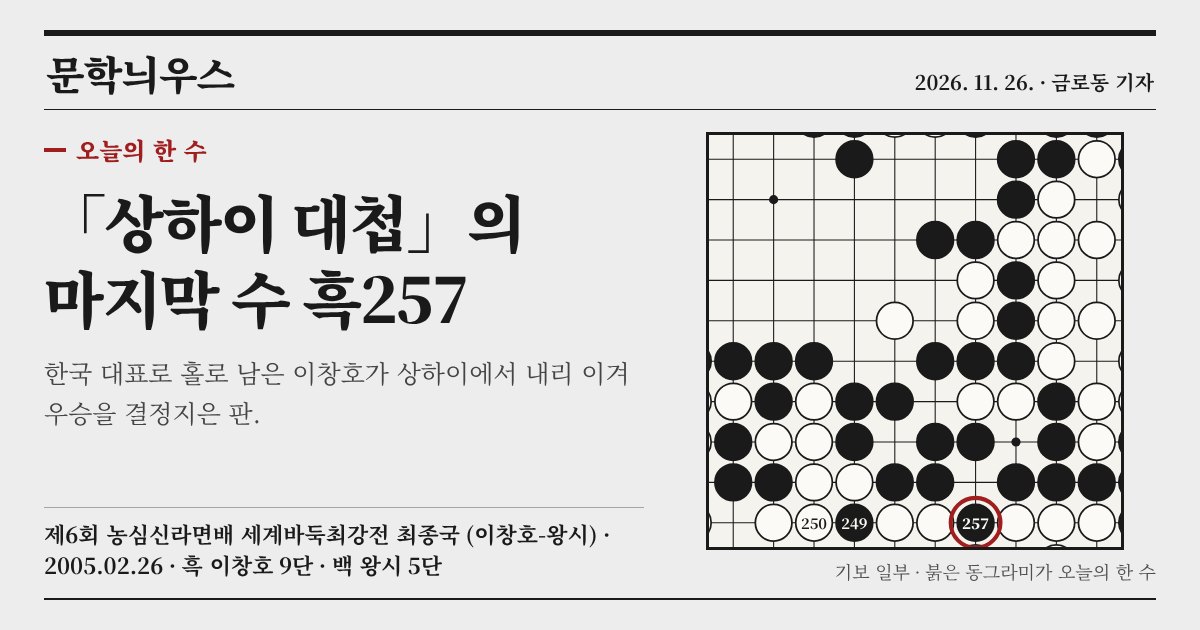 문학늬우스
2026. 11. 26. · 금로동 기자
오늘의 한 수
「상하이 대첩」의
마지막 수 흑257
한국 대표로 홀로 남은 이창호가 상하이에서 내리 이겨
우승을 결정지은 판.
250 249 257
제6회 농심신라면배 세계바둑최강전 최종국 (이창호-왕시) ·
2005.02.26 · 흑 이창호 9단 · 백 왕시 5단
기보 일부 · 붉은 동그라미가 오늘의 한 수